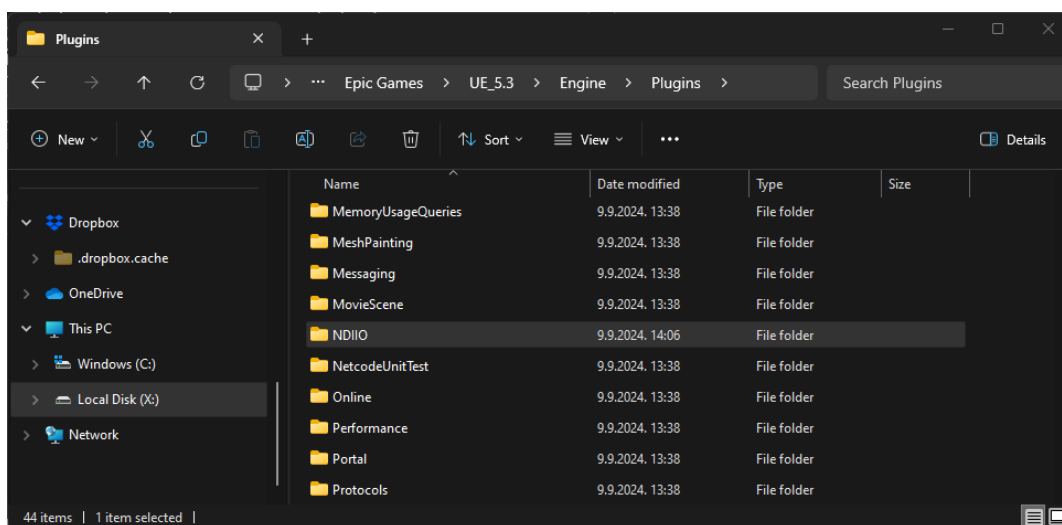 Plugins
Epic Games > UE_5.3 > Engine > Plugins >
Search Plugins
New
Sort
View
Details
Name Date modified Type Size
Dropbox
.dropbox.cache
OneDrive
This PC
Windows (C:)
Local Disk (X:)
Network
MemoryUsageQueries 9.9.2024. 13:38 File folder
MeshPainting 9.9.2024. 13:38 File folder
Messaging 9.9.2024. 13:38 File folder
MovieScene 9.9.2024. 13:38 File folder
NDIIO 9.9.2024. 14:06 File folder
NetcodeUnitTest 9.9.2024. 13:38 File folder
Online 9.9.2024. 13:38 File folder
Performance 9.9.2024. 13:38 File folder
Portal 9.9.2024. 13:38 File folder
Protocols 9.9.2024. 13:38 File folder
44 items | 1 item selected |